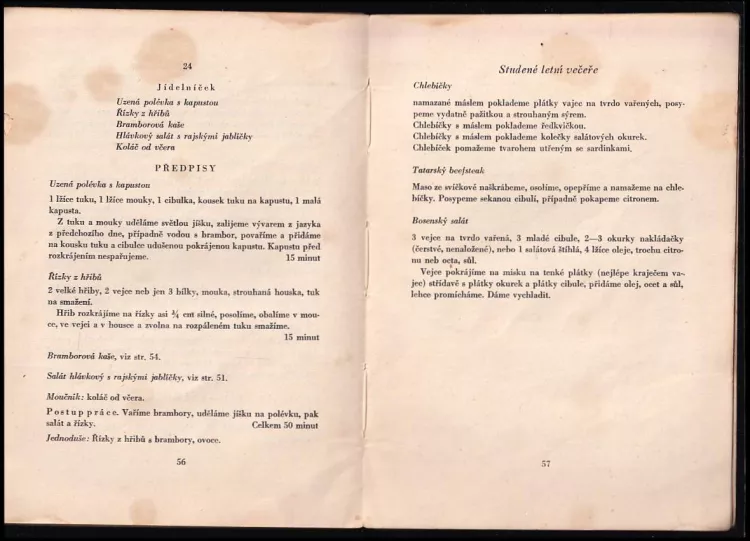 24
Jídelníček
Uzená polévka s kapustou
Řízky z hřibů
Bramborová kaše
Hlávkový salát s rajskými jablíčky
Koláč od včera
PŘEDPISY
Uzená polévka s kapustou
1 lžíce tuku, 1 lžíce mouky, 1 cibulka, kousek tuku na kapustu, 1 malá
kapusta.
Z tuku a mouky uděláme světlou jíšku, zalijeme vývarem z jazyka
z předchozího dne, případně vodou s brambor, povaříme a přidáme
na kousku tuku a cibulce udušenou pokrájenou kapustu. Kapustu před
rozkrájením nespařujeme. 15 minut
Řízky z hřibů
2 velké hřiby, 2 vejce neb jen 3 bílky, mouka, strouhaná houska, tuk
na smažení.
Hřib rozkrájíme na řízky asi ¾ cm silné, posolíme, obalíme v mou-
ce, ve vejci a v housce a zvolna na rozpáleném tuku smažíme.
15 minut
Bramborová kaše, viz str. 54.
Salát hlávkový s rajskými jablíčky, viz str. 51.
Moučník: koláč od včera.
Postup práce. Vaříme brambory, uděláme jíšku na polévku, pak
salát a řízky. Celkem 50 minut
Jednoduše: Řízky z hřibů s brambory, ovoce.
56
Studené letní večeře
Chlebíčky
namazané máslem poklademe plátky vajec na tvrdo vařených, posy-
peme vydatně pažitkou a strouhaným sýrem.
Chlebíčky s máslem poklademe ředkvičkou.
Chlebíčky s máslem poklademe kolečky salátových okurek.
Chlebíček pomažeme tvarohem utřeným se sardinkami.
Tatarský beefsteak
Maso ze svíčkové naškrábeme, osolíme, opepříme a namažeme na chle-
bíčky. Posypeme sekanou cibulí, případně pokapeme citronem.
Bosenský salát
3 vejce na tvrdo vařená, 3 mladé cibule, 2—3 okurky nakládačky
(čerstvé, nenaložené), nebo 1 salátová štíhlá, 4 lžíce oleje, trochu citro-
nu neb octa, sůl.
Vejce pokrájíme na misku na tenké plátky (nejlépe kraječem va-
jec) střídavě s plátky okurek a plátky cibule, přidáme olej, ocet a sůl,
lehce promícháme. Dáme vychladit.
57